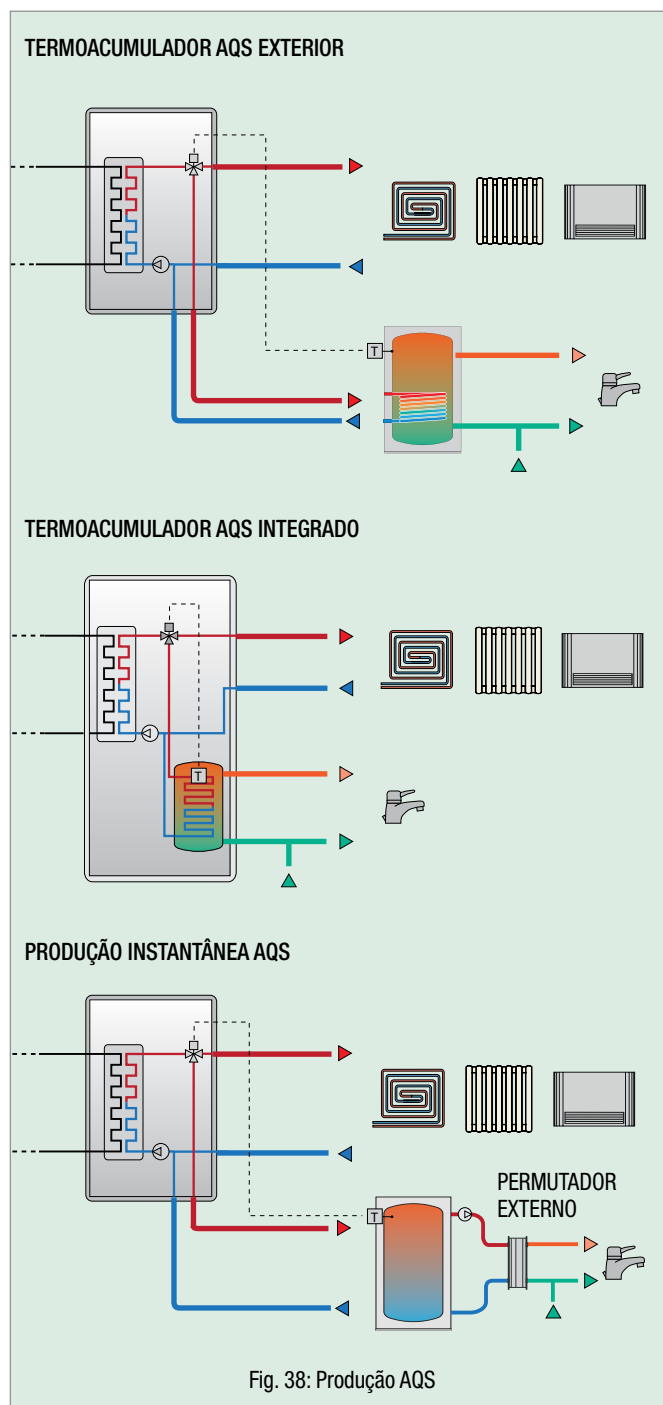 TERMOACUMULADOR AQS EXTERIOR
T
TERMOACUMULADOR AQS INTEGRADO
T
PRODUÇÃO INSTANTÂNEA AQS
PERMUTADOR
EXTERNO
T
Fig. 38: Produção AQS